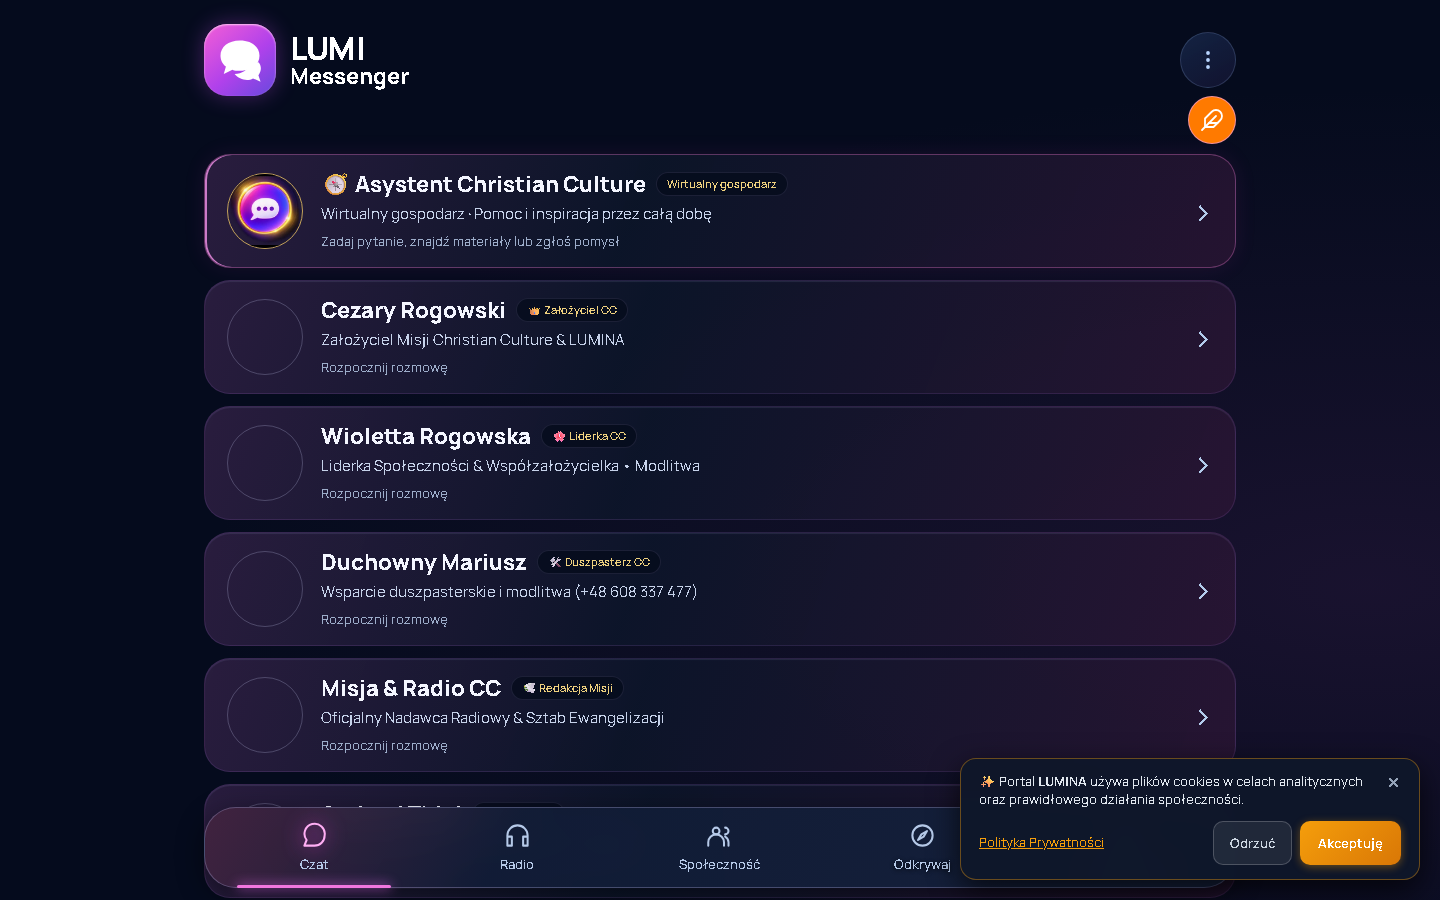 LUMI
Messenger
Asystent Christian Culture
Wirtualny gospodarz
Wirtualny gospodarz · Pomoc i inspiracja przez całą dobę
Zadaj pytanie, znajdź materiały lub zgłoś pomysł
Cezary Rogowski
Założyciel CC
Założyciel Misji Christian Culture & LUMINA
Rozpocznij rozmowę
Wioletta Rogowska
Liderka CC
Liderka Społeczności & Współzałożycielka • Modlitwa
Rozpocznij rozmowę
Duchowny Mariusz
Duszpasterz CC
Wsparcie duszpasterskie i modlitwa (+48 608 337 477)
Rozpocznij rozmowę
Misja & Radio CC
Redakcja Misji
Oficjalny Nadawca Radiowy & Sztab Ewangelizacji
Rozpocznij rozmowę
Czat
Radio
Społeczność
Odkrywaj
✨ Portal LUMINA używa plików cookies w celach analitycznych
oraz prawidłowego działania społeczności.
Polityka Prywatności
Odrzuć
Akceptuję